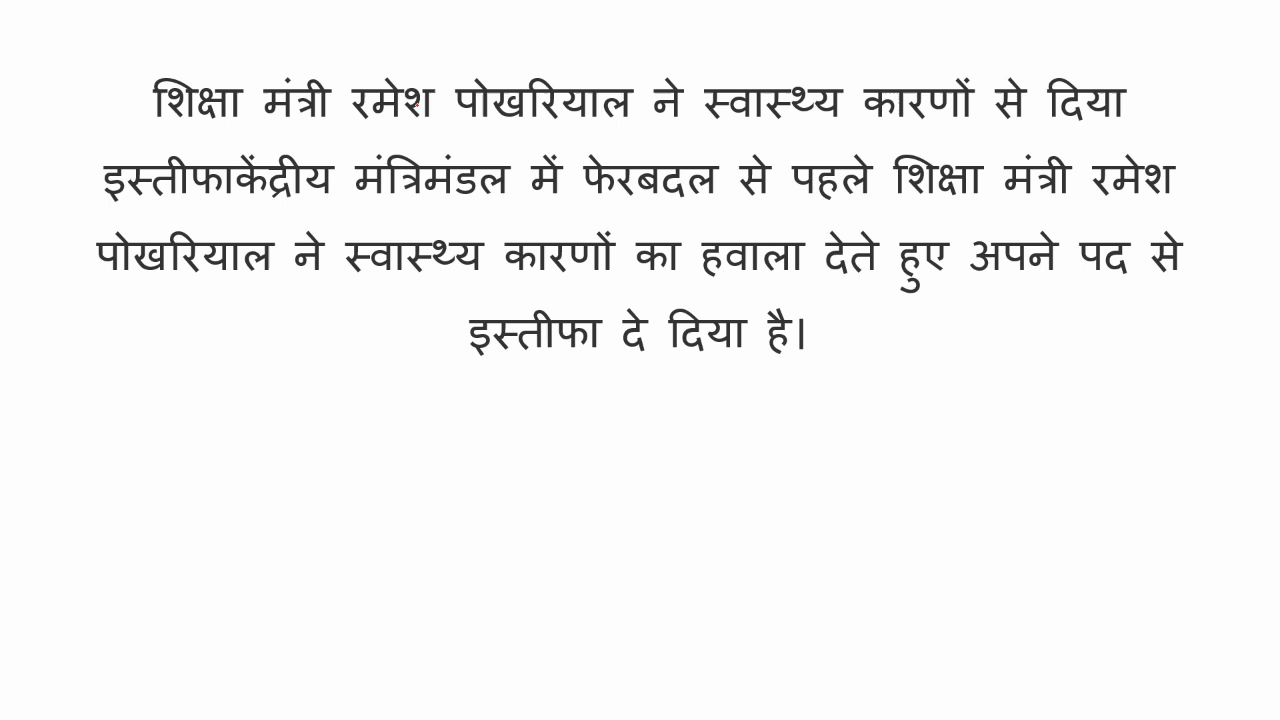 शिक्षा मंत्री रमेश पोखरियाल ने स्वास्थ्य कारणों से दिया
इस्तीफाकेंद्रीय मंत्रिमंडल में फेरबदल से पहले शिक्षा मंत्री रमेश
पोखरियाल ने स्वास्थ्य कारणों का हवाला देते हुए अपने पद से
इस्तीफा दे दिया है।